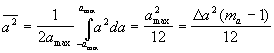 \overline{a^2} = \frac{1}{2a_{max}} \int_{-a_{max}}^{a_{max}} a^2 da = \frac{a_{max}^2}{12} = \frac{\Delta a^2 (m_a - 1)}{12}